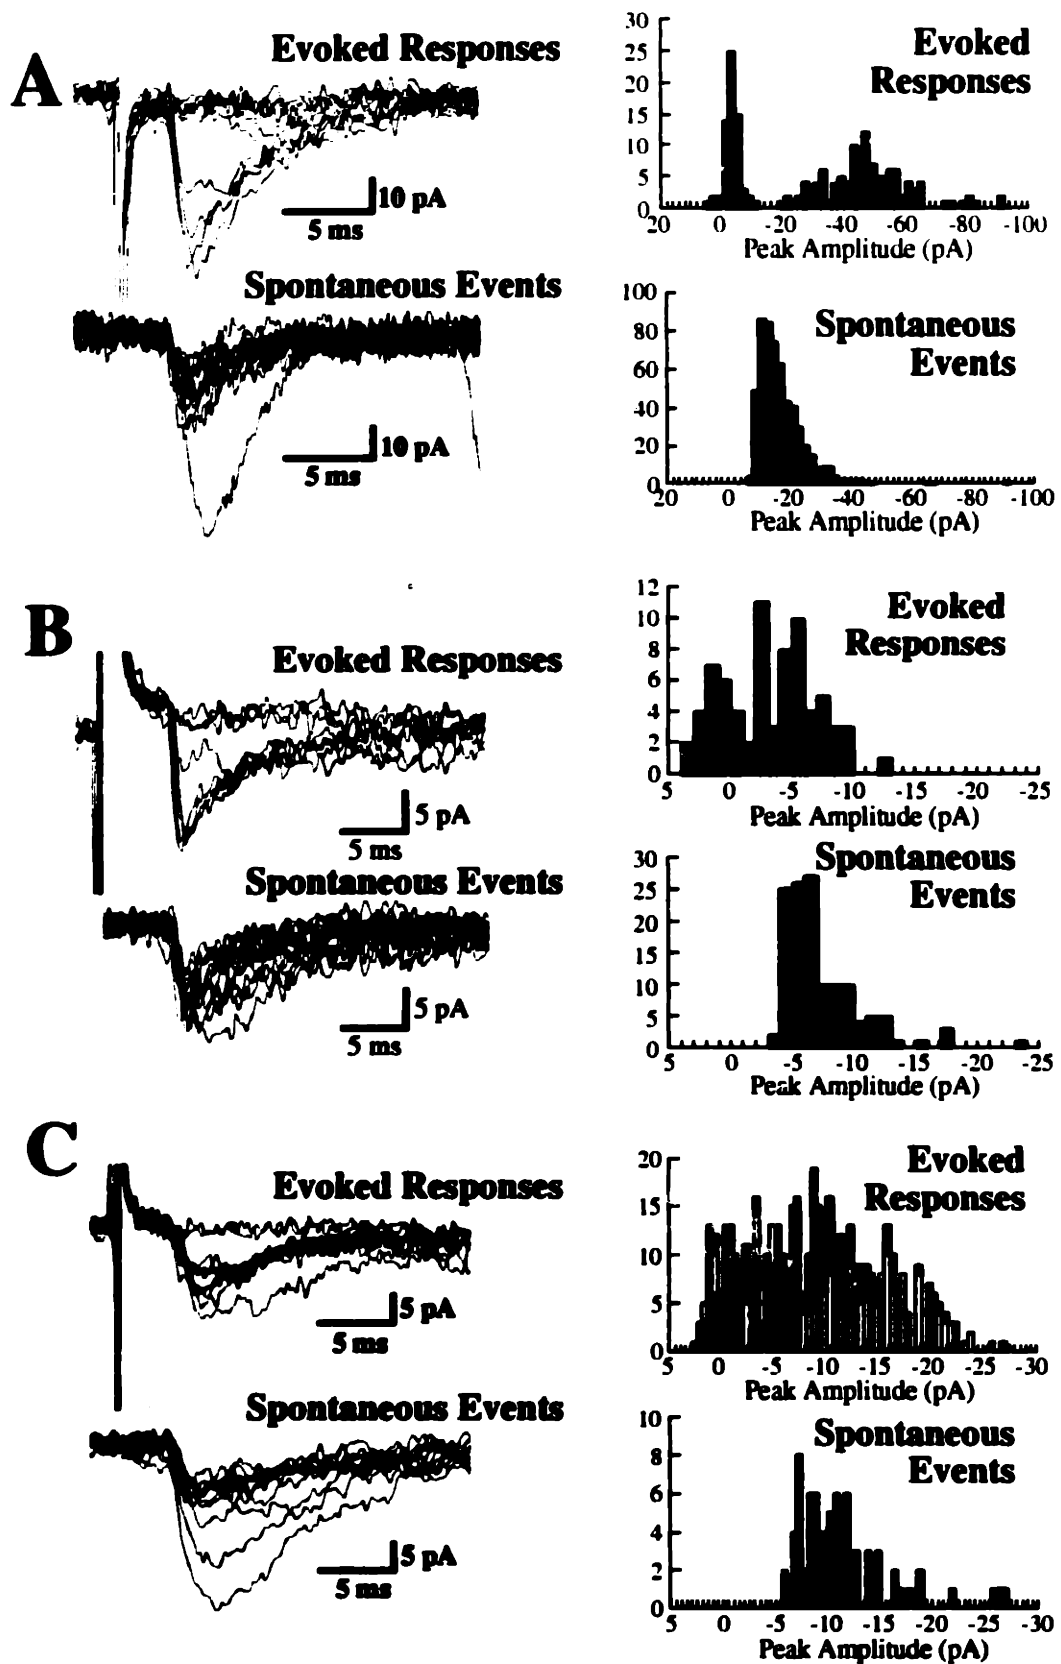 A
Evoked Responses
10 pA
5 ms
Spontaneous Events
10 pA
5 ms
Evoked
Responses
30
25
20
15
10
5
0
20 0 -20 -40 -60 -80 -100
Peak Amplitude (pA)
Spontaneous
Events
100
80
60
40
20
0
20 0 -20 -40 -60 -80 -100
Peak Amplitude (pA)
B
Evoked Responses
5 pA
5 ms
Spontaneous Events
5 pA
5 ms
Evoked
Responses
12
10
8
6
4
2
0
5 0 -5 -10 -15 -20 -25
Peak Amplitude (pA)
Spontaneous
Events
30
25
20
15
10
5
0
5 0 -5 -10 -15 -20 -25
Peak Amplitude (pA)
C
Evoked Responses
5 pA
5 ms
Spontaneous Events
5 pA
5 ms
Evoked
Responses
20
15
10
5
0
5 0 -5 -10 -15 -20 -25 -30
Peak Amplitude (pA)
Spontaneous
Events
10
8
6
4
2
0
5 0 -5 -10 -15 -20 -25 -30
Peak Amplitude (pA)